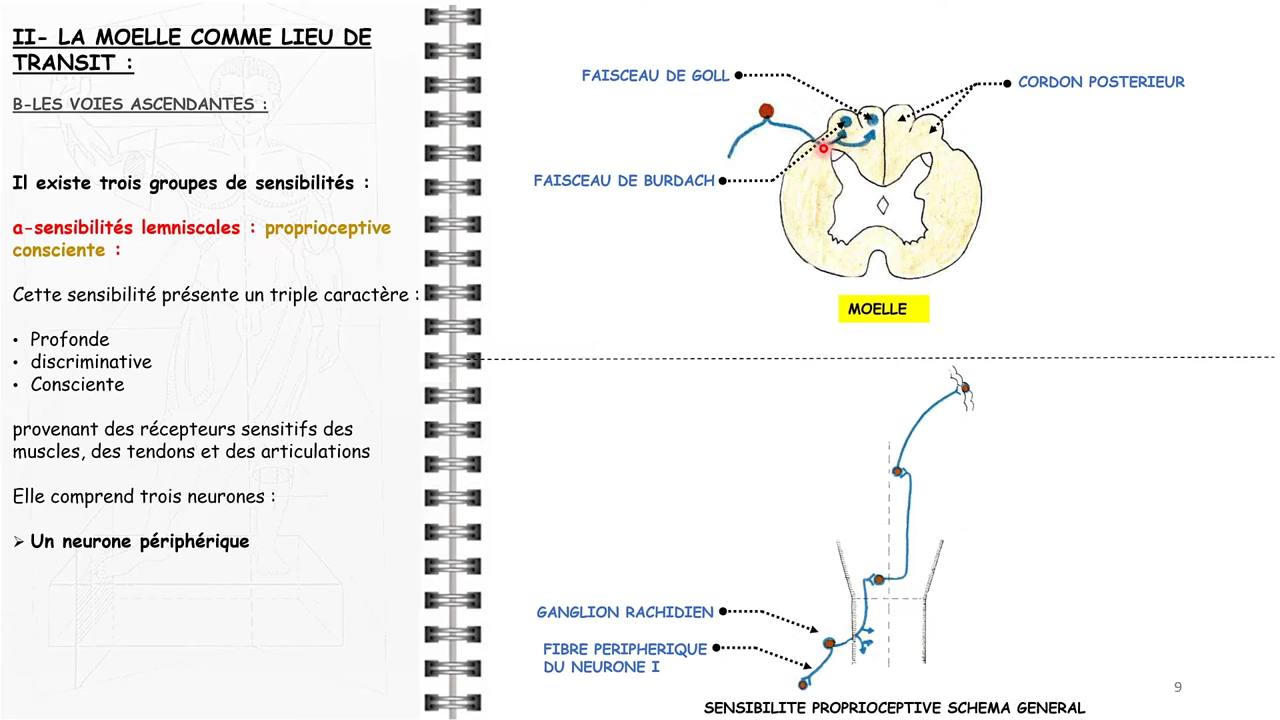 II- LA MOELLE COMME LIEU DE
TRANSIT :
B-LES VOIES ASCENDANTES :
Il existe trois groupes de sensibilités :
a-sensibilités lemniscales : proprioceptive
consciente :
Cette sensibilité présente un triple caractère :
• Profonde
• discriminative
• Consciente
provenant des récepteurs sensitifs des
muscles, des tendons et des articulations
Elle comprend trois neurones :
➢ Un neurone périphérique
FAISCEAU DE GOLL
CORDON POSTERIEUR
FAISCEAU DE BURDACH
MOELLE
GANGLION RACHIDIEN
FIBRE PERIPHERIQUE
DU NEURONE I
9
SENSIBILITE PROPRIOCEPTIVE SCHEMA GENERAL